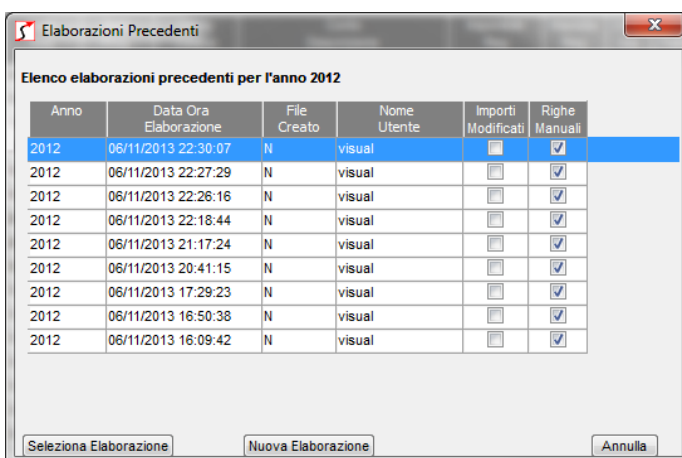 Elaborazioni Precedenti
Elenco elaborazioni precedenti per l'anno 2012
Anno Data Ora Elaborazione File Creato Nome Utente Importi Modificati Righe Manuali
2012 06/11/2013 22:30:07 N visual
2012 06/11/2013 22:27:29 N visual
2012 06/11/2013 22:26:16 N visual
2012 06/11/2013 22:18:44 N visual
2012 06/11/2013 21:17:24 N visual
2012 06/11/2013 20:41:15 N visual
2012 06/11/2013 17:29:23 N visual
2012 06/11/2013 16:50:38 N visual
2012 06/11/2013 16:09:42 N visual
Seleziona Elaborazione Nuova Elaborazione Annulla